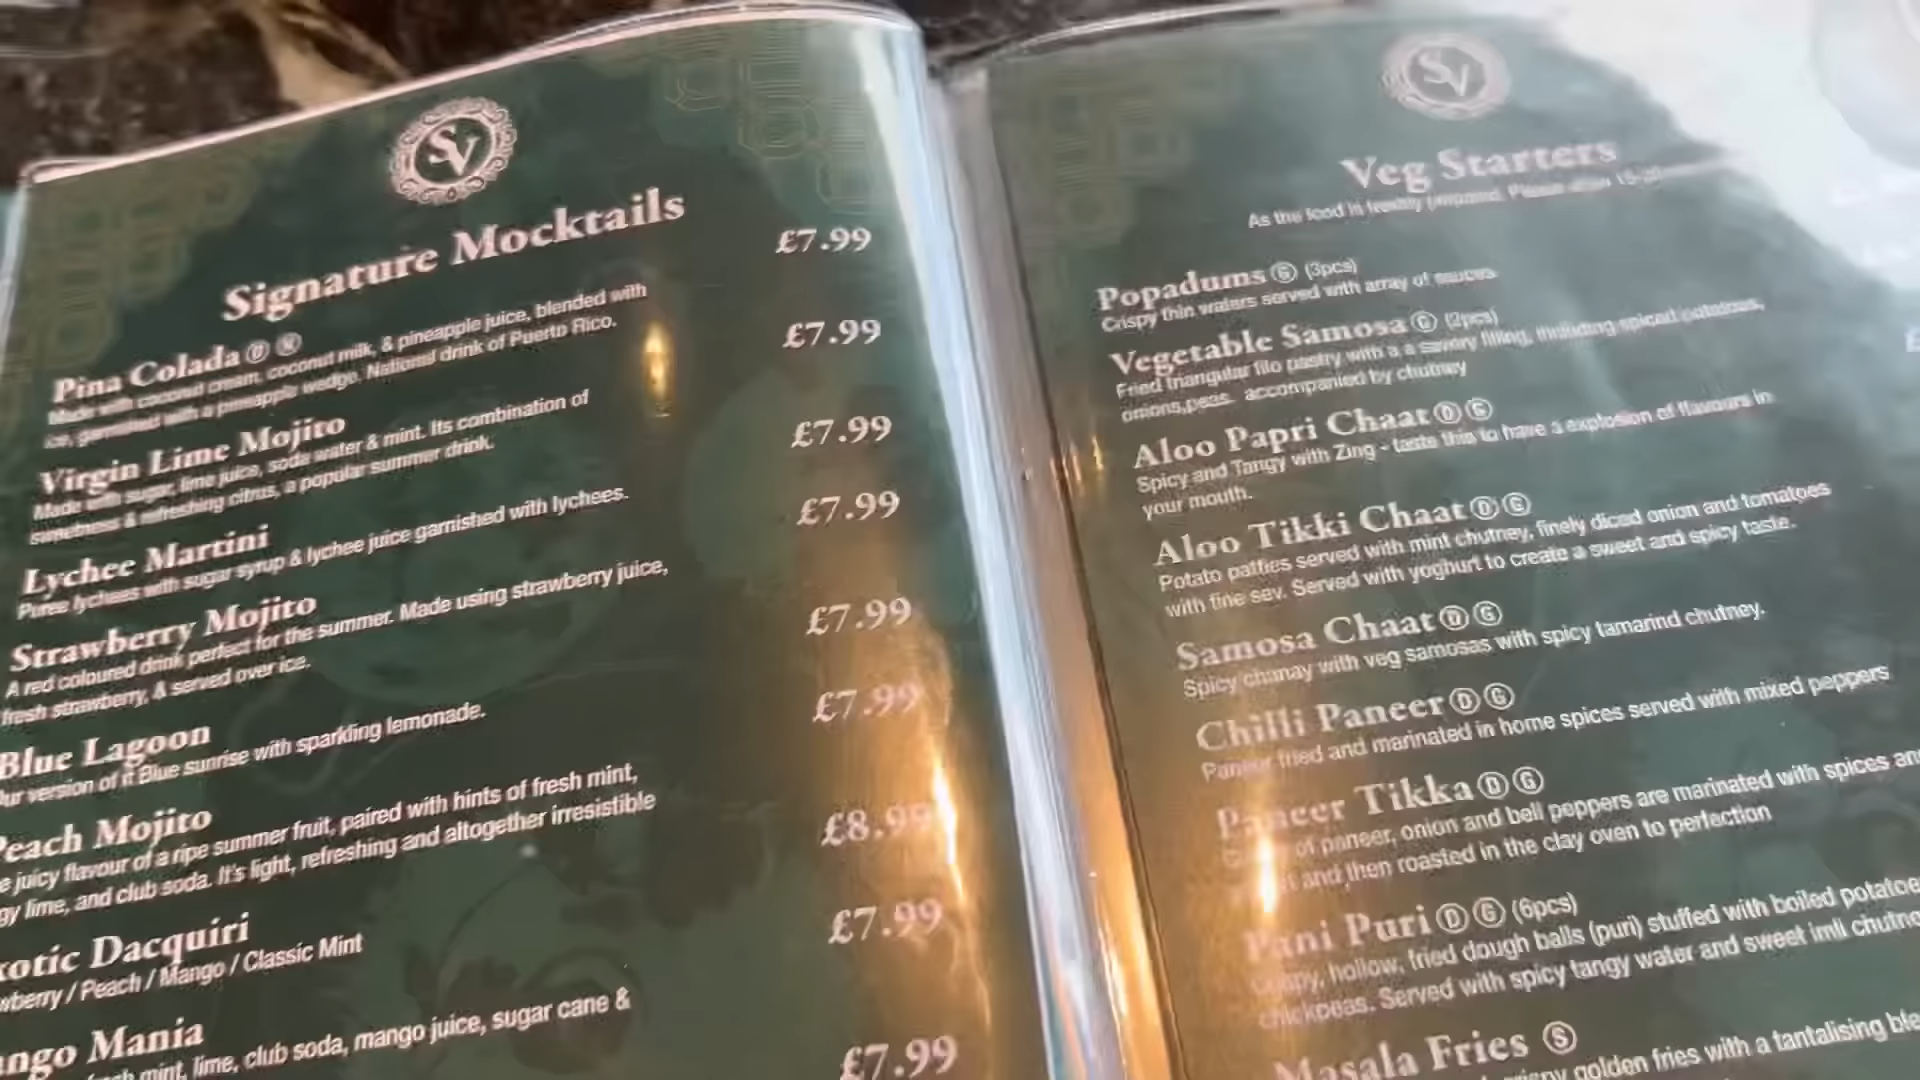 SV
Signature Mocktails
Pina Colada Ⓓ Ⓝ £7.99
Made with coconut cream, coconut milk, & pineapple juice, blended with
ice, garnished with a pineapple wedge. National drink of Puerto Rico.
Virgin Lime Mojito £7.99
Made with sugar, lime juice, soda water & mint. Its combination of
sweetness & refreshing citrus, a popular summer drink.
Lychee Martini £7.99
Puree lychees with sugar syrup & lychee juice garnished with lychees.
Strawberry Mojito £7.99
A red coloured drink perfect for the summer. Made using strawberry juice,
fresh strawberry, & served over ice.
Blue Lagoon £7.99
Our version of it Blue sunrise with sparkling lemonade.
Peach Mojito £7.99
juicy flavour of a ripe summer fruit, paired with hints of fresh mint,
lime, and club soda. It's light, refreshing and altogether irresistible
Dacquiri £8.99
/ Peach / Mango / Classic Mint
Mania £7.99
mint, lime, club soda, mango juice, sugar cane &
£7.99
SV
Veg Starters
As the food is freshly prepared. Please allow
Popadums Ⓖ (3pcs)
Crispy thin wafers served with array of sauces
Vegetable Samosa Ⓖ (2pcs)
Fried triangular filo pastry with a a savory filling, including spiced potatoes,
onions,peas. accompanied by chutney
Aloo Papri Chaat Ⓓ Ⓖ
Spicy and Tangy with Zing - taste this to have a explosion of flavours in
your mouth.
Aloo Tikki Chaat Ⓓ Ⓖ
Potato patties served with mint chutney, finely diced onion and tomatoes
with fine sev. Served with yoghurt to create a sweet and spicy taste.
Samosa Chaat Ⓓ Ⓖ
Spicy chanay with veg samosas with spicy tamarind chutney.
Chilli Paneer Ⓓ Ⓖ
Paneer fried and marinated in home spices served with mixed peppers
Paneer Tikka Ⓓ Ⓖ
of paneer, onion and bell peppers are marinated with spices and
and then roasted in the clay oven to perfection
Pani Puri Ⓓ Ⓖ (6pcs)
Crispy, hollow, fried dough balls (puri) stuffed with boiled potatoes
chickpeas. Served with spicy tangy water and sweet imli chutney
Masala Fries Ⓢ
golden fries with a tantalising